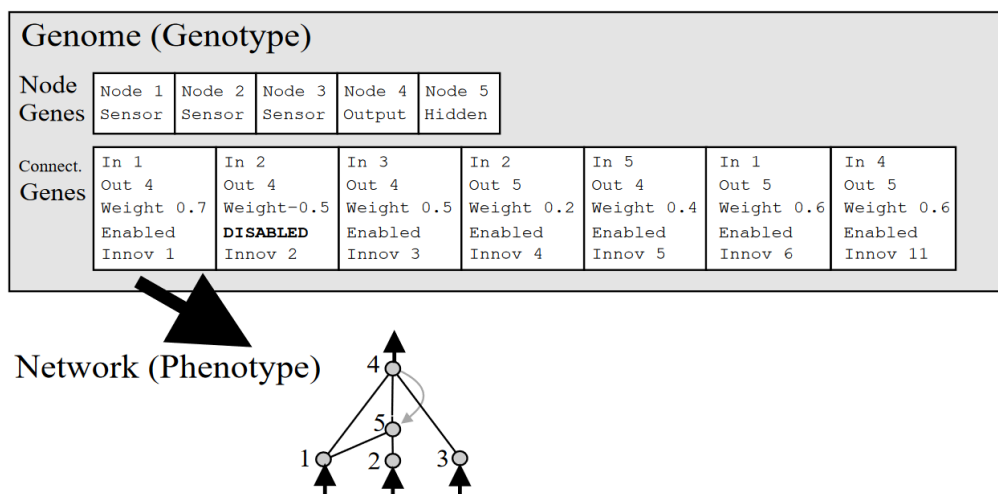 Genome (Genotype)
Node Genes
Node 1 Sensor
Node 2 Sensor
Node 3 Sensor
Node 4 Output
Node 5 Hidden
Connect. Genes
In 1
Out 4
Weight 0.7
Enabled
Innov 1
In 2
Out 4
Weight-0.5
DISABLED
Innov 2
In 3
Out 4
Weight 0.5
Enabled
Innov 3
In 2
Out 5
Weight 0.2
Enabled
Innov 4
In 5
Out 4
Weight 0.4
Enabled
Innov 5
In 1
Out 5
Weight 0.6
Enabled
Innov 6
In 4
Out 5
Weight 0.6
Enabled
Innov 11
Network (Phenotype)
4
5
1
2
3